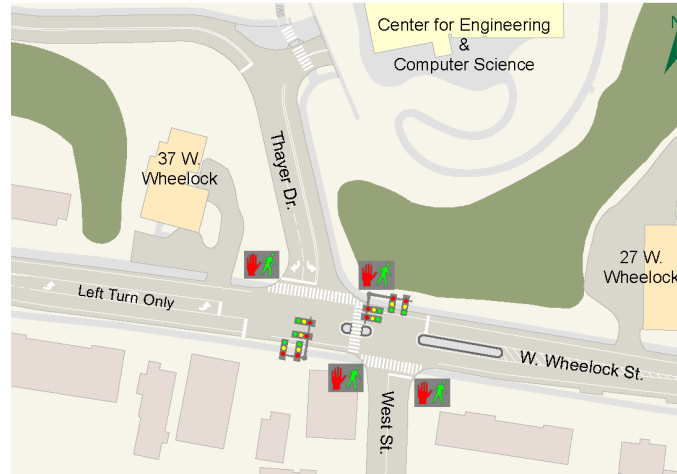 Center for Engineering
&
Computer Science
N
Thayer Dr.
37 W.
Wheelock
27 W.
Wheelock
Left Turn Only
W. Wheelock St.
West St.